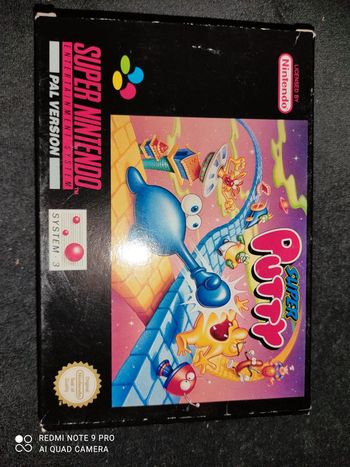 LICENSED BY
Nintendo
SUPER
PUTTY
SUPER NINTENDO
ENTERTAINMENT SYSTEM
PAL VERSION
SYSTEM 3
Nintendo
REDMI NOTE 9 PRO
AI QUAD CAMERA